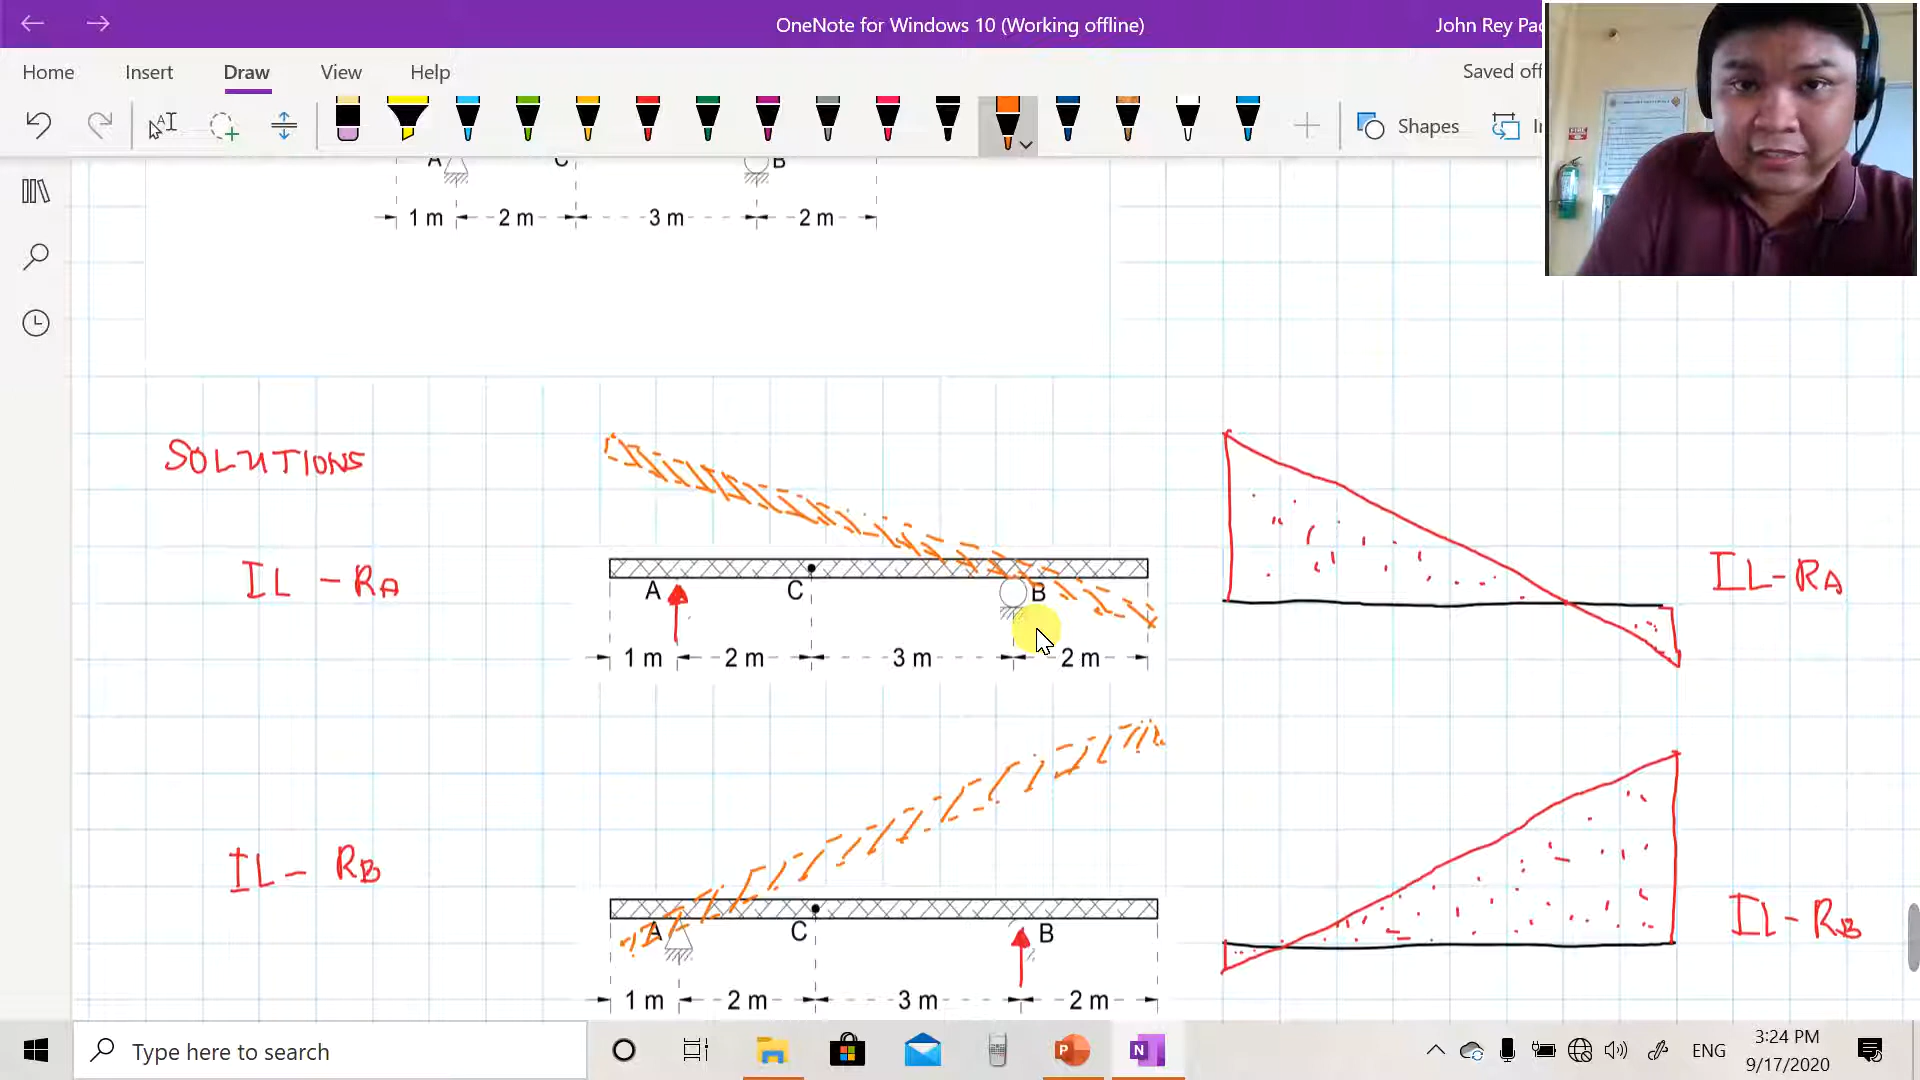 OneNote for Windows 10 (Working offline)
John Rey Pa
Home Insert Draw View Help
Saved off
Shapes
A C B
1 m 2 m 3 m 2 m
SOLUTIONS
IL - RA
A C B
1 m 2 m 3 m 2 m
IL-RA
IL - RB
A C B
1 m 2 m 3 m 2 m
IL-RB
Type here to search
ENG
3:24 PM
9/17/2020